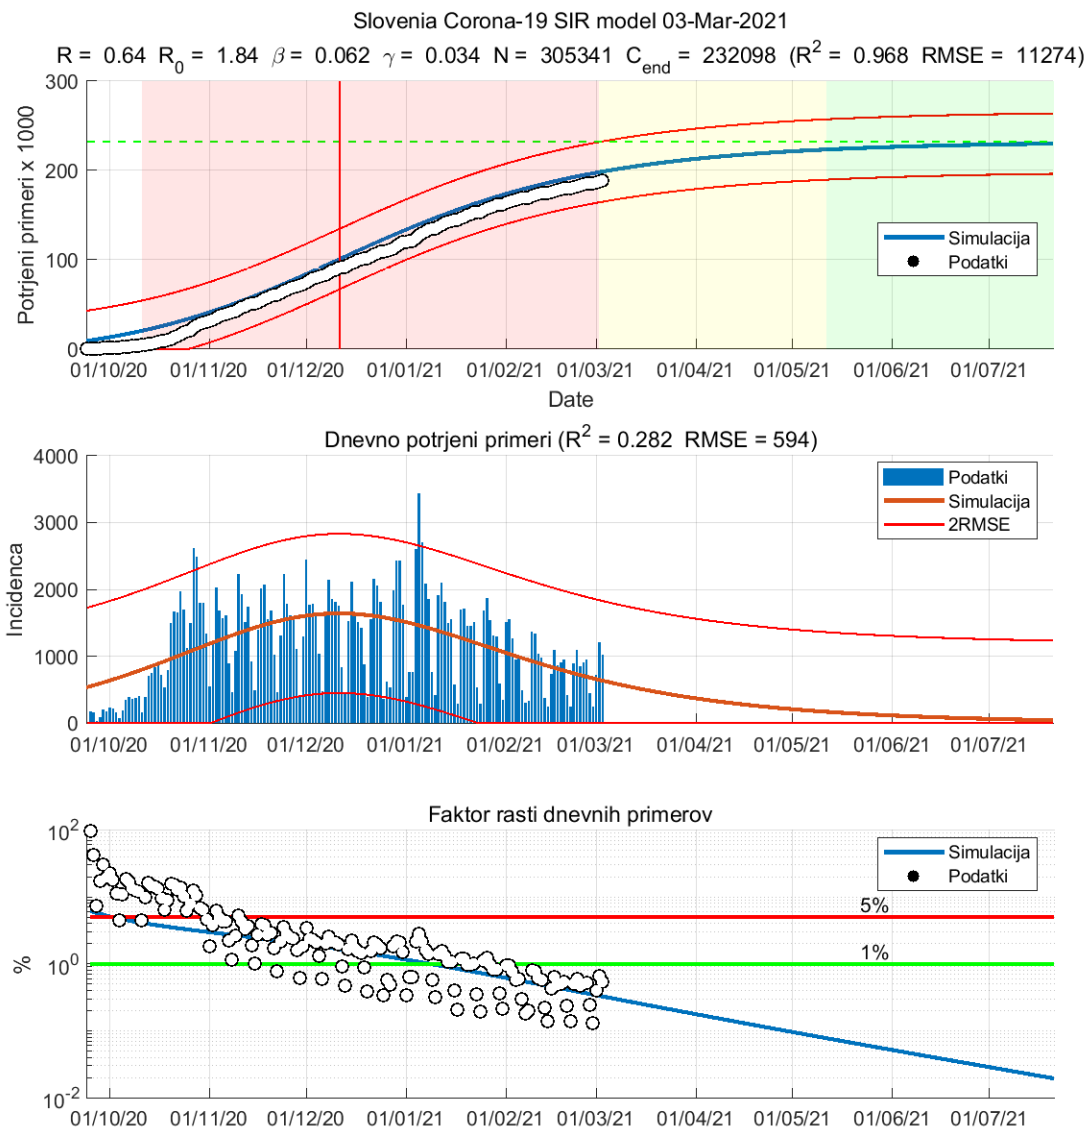 Slovenia Corona-19 SIR model 03-Mar-2021
R = 0.64 R0 = 1.84 β = 0.062 γ = 0.034 N = 305341 Cend = 232098 (R2 = 0.968 RMSE = 11274)
300
200
100
0
Potrjeni primeri x 1000
Simulacija
Podatki
01/10/20 01/11/20 01/12/20 01/01/21 01/02/21 01/03/21 01/04/21 01/05/21 01/06/21 01/07/21
Date
Dnevno potrjeni primeri (R2 = 0.282 RMSE = 594)
4000
3000
2000
1000
0
Incidenca
Podatki
Simulacija
2RMSE
01/10/20 01/11/20 01/12/20 01/01/21 01/02/21 01/03/21 01/04/21 01/05/21 01/06/21 01/07/21
Faktor rasti dnevnih primerov
10^2
10^0
10^-2
%
Simulacija
Podatki
5%
1%
01/10/20 01/11/20 01/12/20 01/01/21 01/02/21 01/03/21 01/04/21 01/05/21 01/06/21 01/07/21